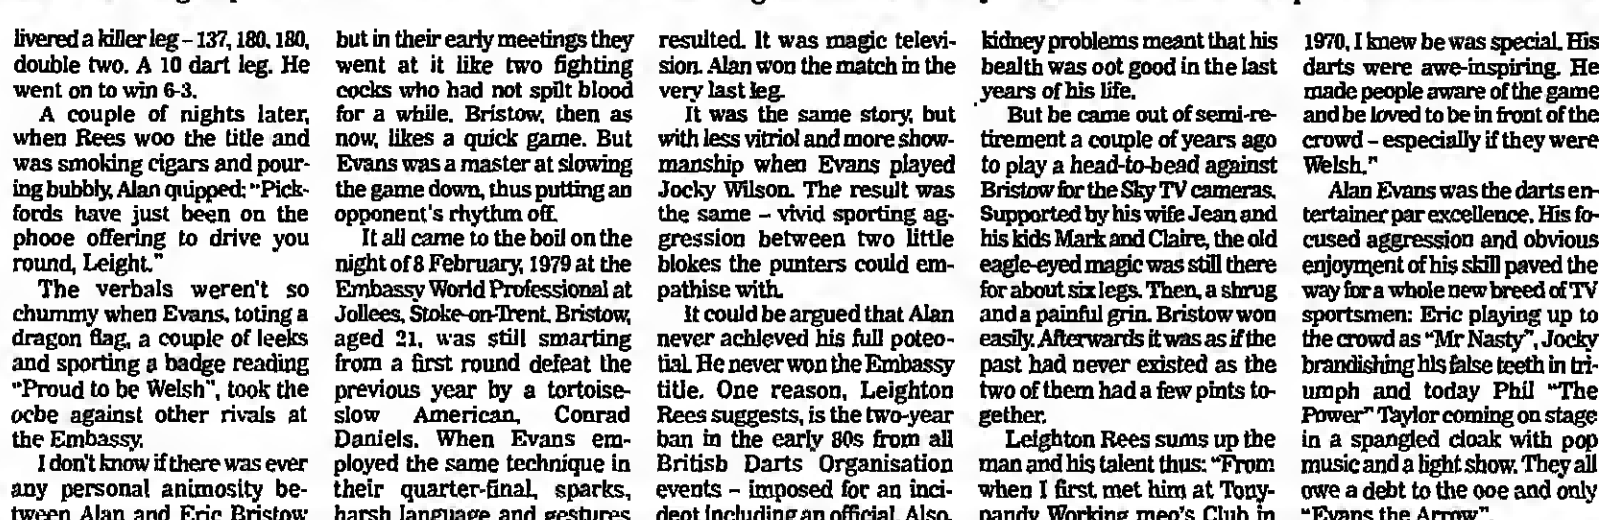 livered a killer leg – 137, 180, 180,
double two. A 10 dart leg. He
went on to win 6-3.
A couple of nights later,
when Rees woo the title and
was smoking cigars and pour-
ing bubbly, Alan quipped: "Pick-
fords have just been on the
phooe offering to drive you
round, Leight."
The verbals weren't so
chummy when Evans, toting a
dragon flag, a couple of leeks
and sporting a badge reading
"Proud to be Welsh", took the
ocbe against other rivals at
the Embassy.
I don't know if there was ever
any personal animosity be-
tween Alan and Eric Bristow
but in their early meetings they
went at it like two fighting
cocks who had not spilt blood
for a while. Bristow, then as
now, likes a quick game. But
Evans was a master at slowing
the game down, thus putting an
opponent's rhythm off.
It all came to the boil on the
night of 8 February, 1979 at the
Embassy World Professional at
Jollees, Stoke-on-Trent. Bristow,
aged 21, was still smarting
from a first round defeat the
previous year by a tortoise-
slow American, Conrad
Daniels. When Evans em-
ployed the same technique in
their quarter-final, sparks,
harsh language and gestures
resulted. It was magic televi-
sion. Alan won the match in the
very last leg.
It was the same story, but
with less vitriol and more show-
manship when Evans played
Jocky Wilson. The result was
the same – vivid sporting ag-
gression between two little
blokes the punters could em-
pathise with.
It could be argued that Alan
never achieved his full poteo-
tial. He never won the Embassy
title. One reason, Leighton
Rees suggests, is the two-year
ban in the early 80s from all
Britisb Darts Organisation
events – imposed for an inci-
deot including an official. Also,
kidney problems meant that his
bealth was oot good in the last
years of his life.
But be came out of semi-re-
tirement a couple of years ago
to play a head-to-bead against
Bristow for the Sky TV cameras.
Supported by his wife Jean and
his kids Mark and Claire, the old
eagle-eyed magic was still there
for about six legs. Then, a shrug
and a painful grin. Bristow won
easily. Afterwards it was as if the
past had never existed as the
two of them had a few pints to-
gether.
Leighton Rees sums up the
man and his talent thus: "From
when I first met him at Tony-
pandy Working meo's Club in
1970, I knew be was special. His
darts were awe-inspiring. He
made people aware of the game
and be loved to be in front of the
crowd – especially if they were
Welsh."
Alan Evans was the darts en-
tertainer par excellence. His fo-
cused aggression and obvious
enjoyment of his skill paved the
way for a whole new breed of TV
sportsmen: Eric playing up to
the crowd as "Mr Nasty", Jocky
brandishing his false teeth in tri-
umph and today Phil "The
Power" Taylor coming on stage
in a spangled cloak with pop
music and a light show. They all
owe a debt to the ooe and only
"Evans the Arrow".